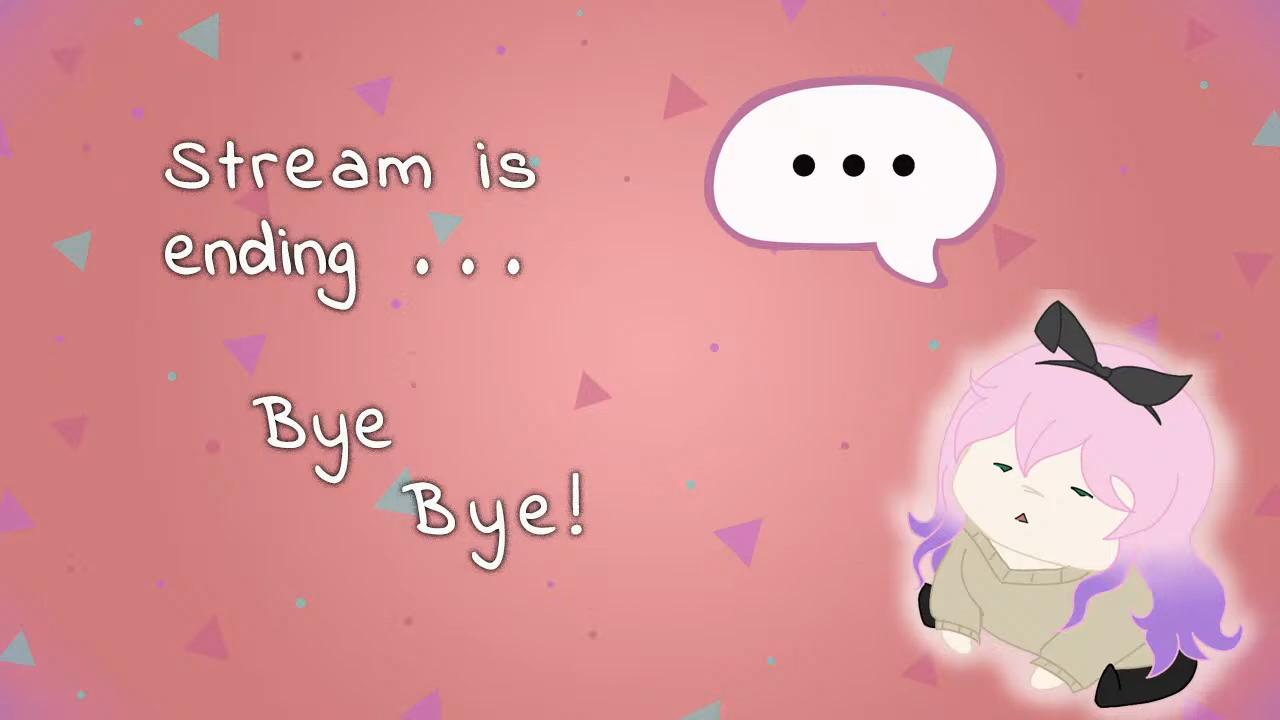 Stream is
ending ...
•••
Bye
Bye!